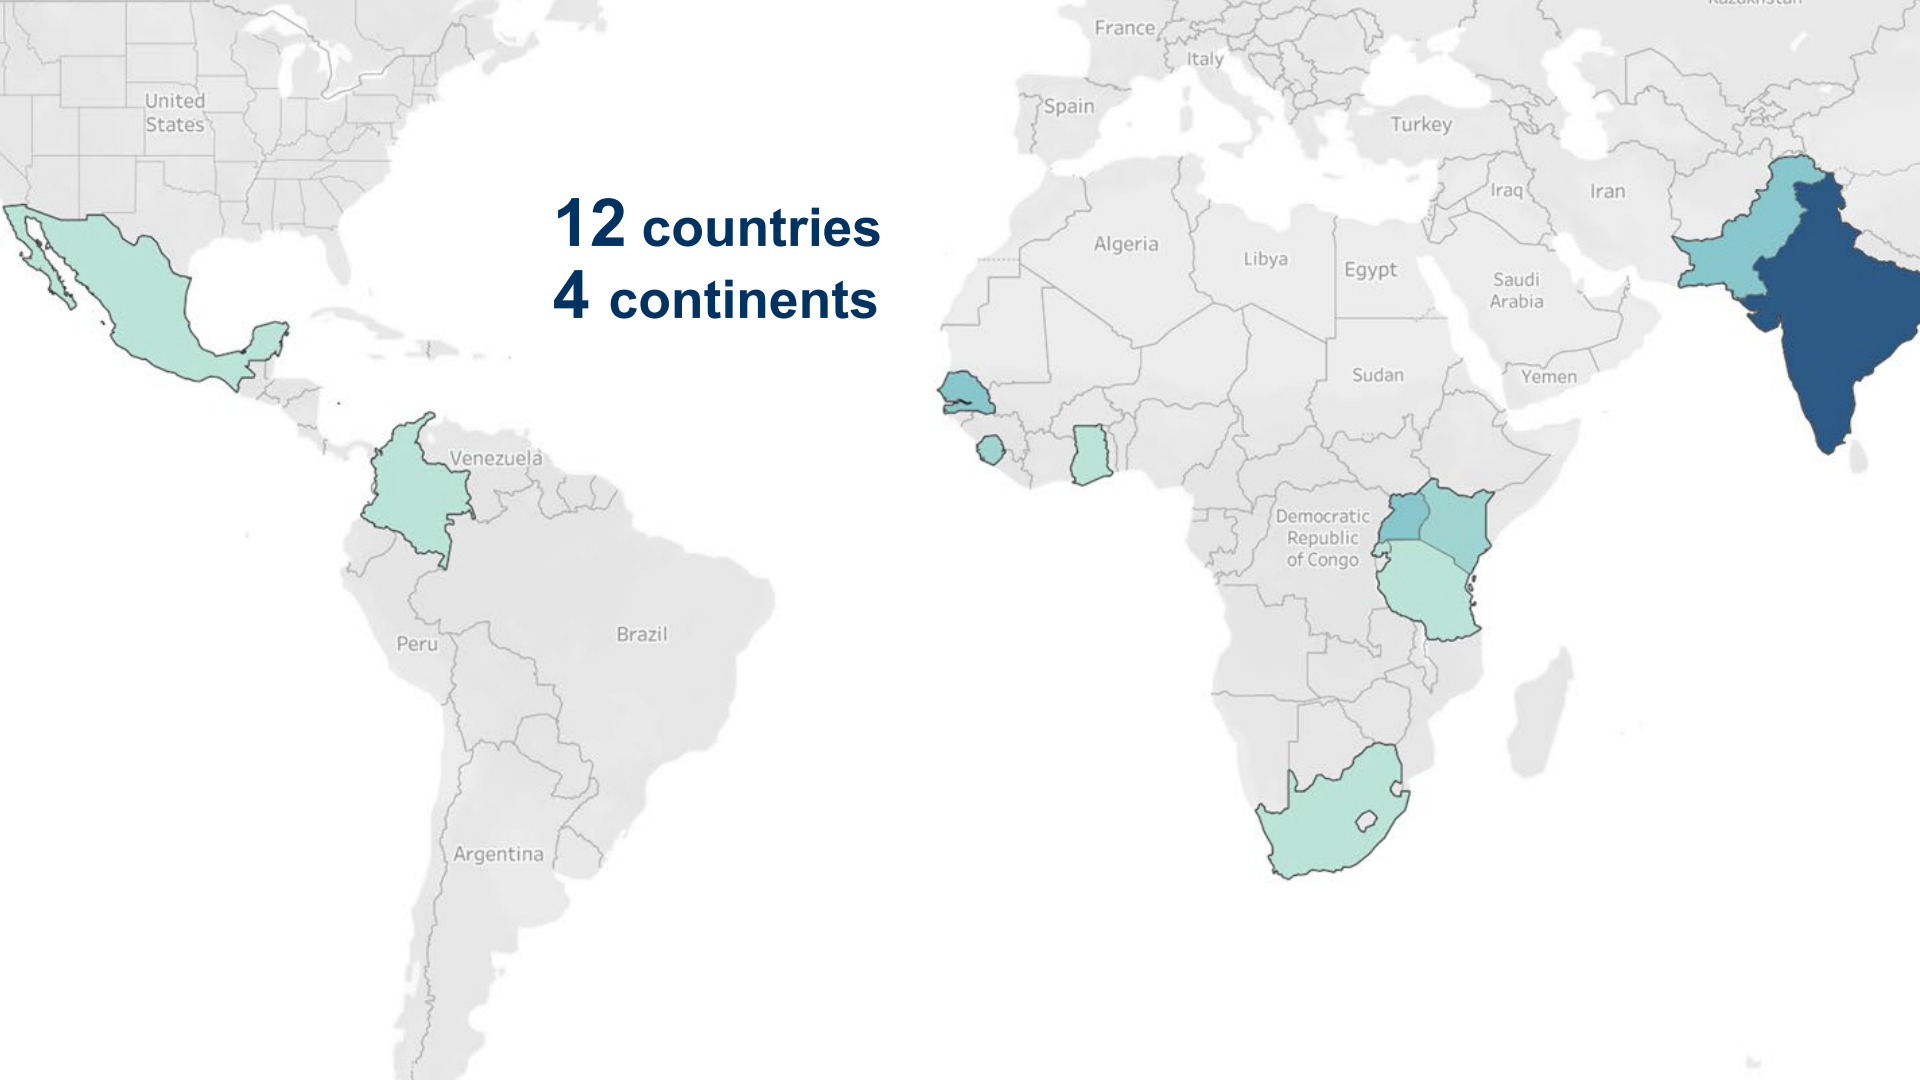 Kazakhstan
France
Italy
United
States
Spain
Turkey
Iraq
Iran
12 countries
4 continents
Algeria
Libya
Egypt
Saudi
Arabia
Sudan
Yemen
Venezuela
Democratic
Republic
of Congo
Brazil
Peru
Argentina